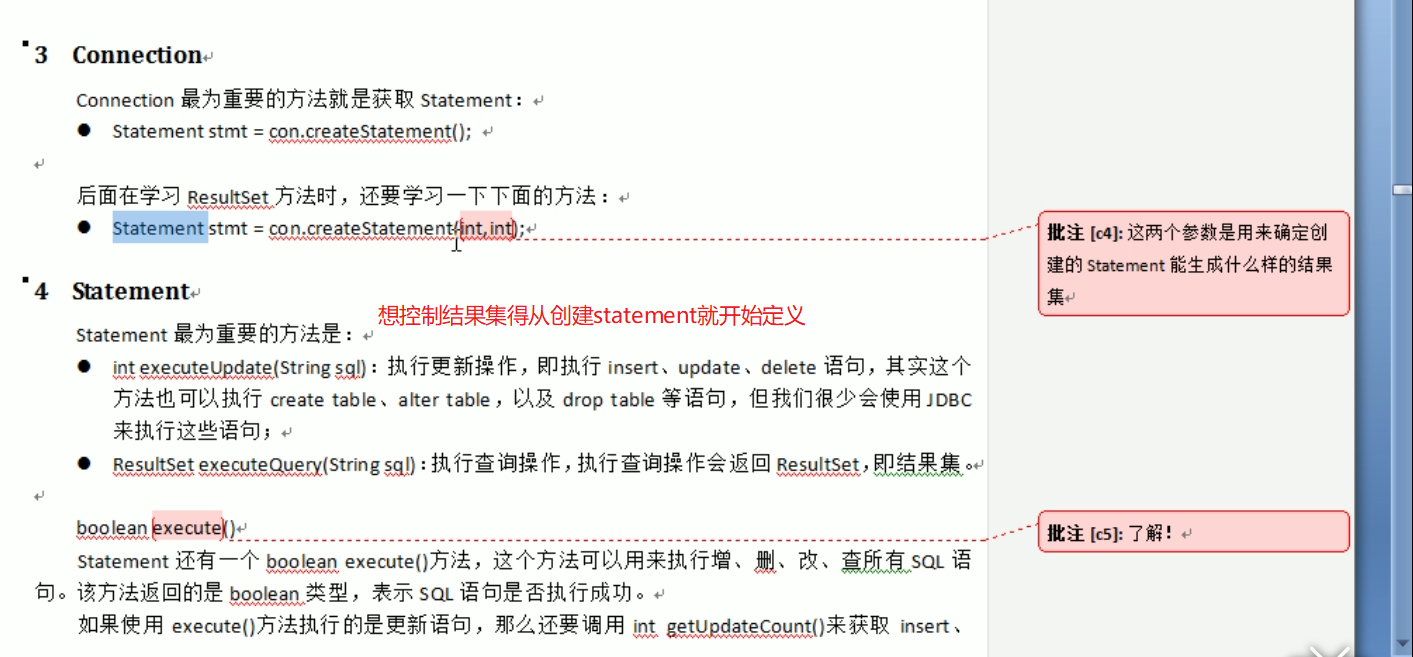 3 Connection
Connection 最为重要的方法就是获取 Statement：
● Statement stmt = con.createStatement();
后面在学习 ResultSet 方法时，还要学习一下下面的方法：
● Statement stmt = con.createStatement(int,int);
批注 [c4]: 这两个参数是用来确定创
建的 Statement 能生成什么样的结果
集
4 Statement
想控制结果集得从创建statement就开始定义
Statement 最为重要的方法是：
● int executeUpdate(String sql)：执行更新操作，即执行 insert、update、delete 语句，其实这个
方法也可以执行 create table、alter table，以及 drop table 等语句，但我们很少会使用 JDBC
来执行这些语句；
● ResultSet executeQuery(String sql)：执行查询操作，执行查询操作会返回 ResultSet，即结果集。
boolean execute()
批注 [c5]: 了解！
Statement 还有一个 boolean execute()方法，这个方法可以用来执行增、删、改、查所有 SQL 语
句。该方法返回的是 boolean 类型，表示 SQL 语句是否执行成功。
如果使用 execute()方法执行的是更新语句，那么还要调用 int getUpdateCount()来获取 insert、